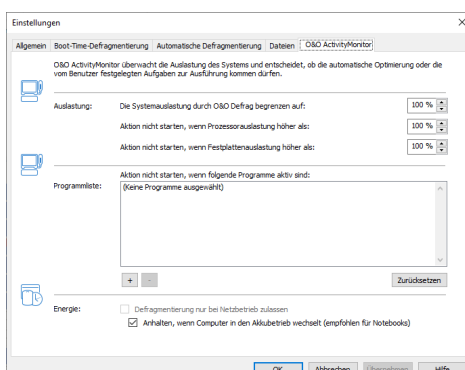 Einstellungen
Allgemein Boot-Time-Defragmentierung Automatische Defragmentierung Dateien O&O ActivityMonitor
O&O ActivityMonitor überwacht die Auslastung des Systems und entscheidet, ob die automatische Optimierung oder die
vom Benutzer festgelegten Aufgaben zur Ausführung kommen dürfen.
Auslastung: Die Systemauslastung durch O&O Defrag begrenzen auf: 100 %
Aktion nicht starten, wenn Prozessorauslastung höher als: 100 %
Aktion nicht starten, wenn Festplattenauslastung höher als: 100 %
Aktion nicht starten, wenn folgende Programme aktiv sind:
Programmliste: (Keine Programme ausgewählt)
+ - Zurücksetzen
Energie: Defragmentierung nur bei Netzbetrieb zulassen
Anhalten, wenn Computer in den Akkubetrieb wechselt (empfohlen für Notebooks)
OK Abbrechen Übernehmen Hilfe